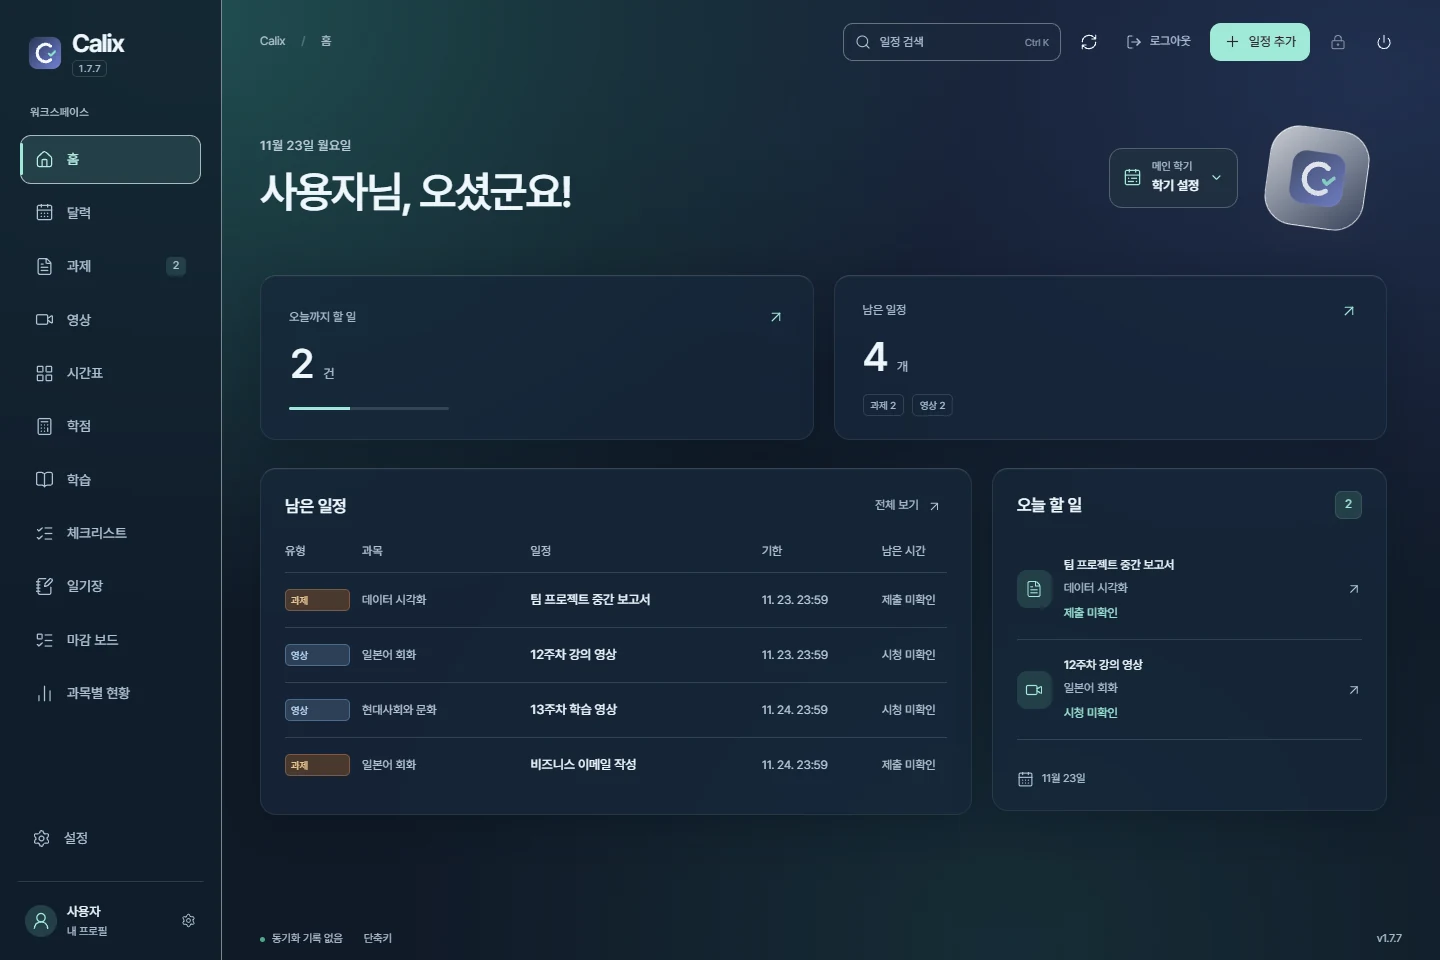 Calix
1.7.7
워크스페이스
홈
달력
과제 2
영상
시간표
학점
학습
체크리스트
일기장
마감 보드
과목별 현황
설정
사용자
내 프로필
Calix / 홈
일정 검색 Ctrl K
로그아웃
일정 추가
11월 23일 월요일
사용자님, 오셨군요!
메인 학기
학기 설정
오늘까지 할 일
2 건
남은 일정
4 개
과제 2 영상 2
남은 일정 전체 보기
유형 과목 일정 기한 남은 시간
과제 데이터 시각화 팀 프로젝트 중간 보고서 11. 23. 23:59 제출 미확인
영상 일본어 회화 12주차 강의 영상 11. 23. 23:59 시청 미확인
영상 현대사회와 문화 13주차 학습 영상 11. 24. 23:59 시청 미확인
과제 일본어 회화 비즈니스 이메일 작성 11. 24. 23:59 제출 미확인
오늘 할 일 2
팀 프로젝트 중간 보고서
데이터 시각화
제출 미확인
12주차 강의 영상
일본어 회화
시청 미확인
11월 23일
동기화 기록 없음 단축키
v1.7.7